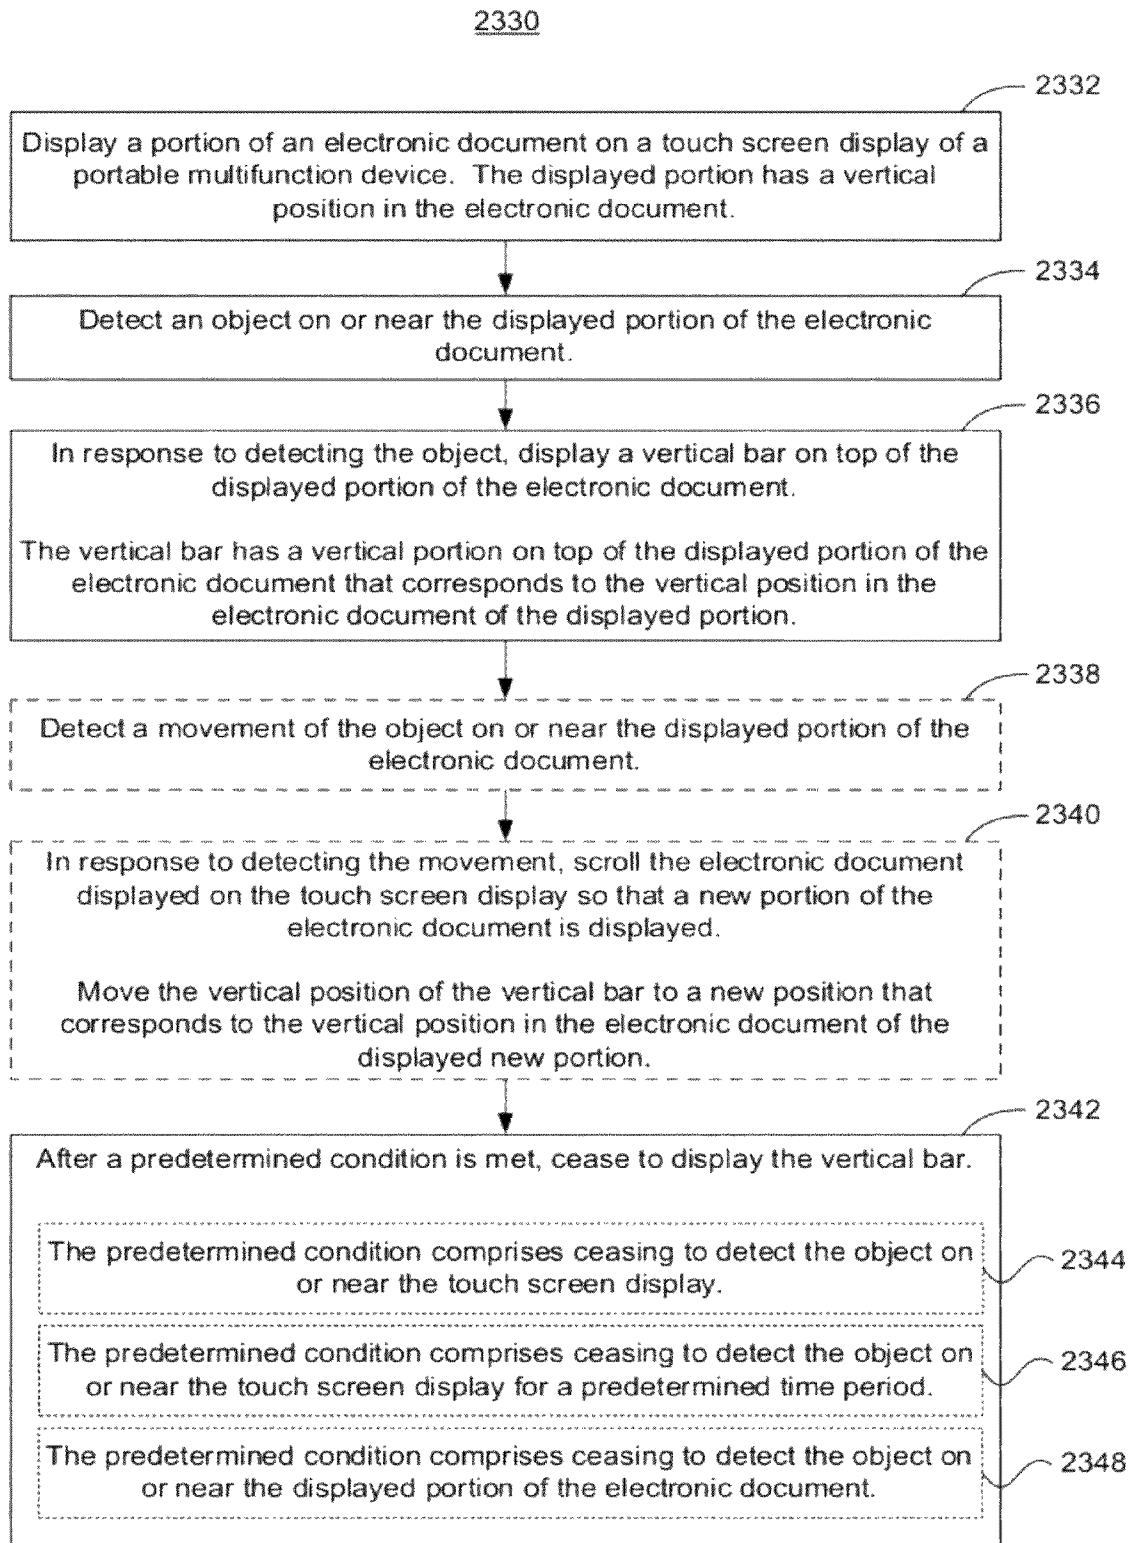 2330
2332
Display a portion of an electronic document on a touch screen display of a
portable multifunction device. The displayed portion has a vertical
position in the electronic document.
2334
Detect an object on or near the displayed portion of the electronic
document.
2336
In response to detecting the object, display a vertical bar on top of the
displayed portion of the electronic document.
The vertical bar has a vertical portion on top of the displayed portion of the
electronic document that corresponds to the vertical position in the
electronic document of the displayed portion.
2338
Detect a movement of the object on or near the displayed portion of the
electronic document.
2340
In response to detecting the movement, scroll the electronic document
displayed on the touch screen display so that a new portion of the
electronic document is displayed.
Move the vertical position of the vertical bar to a new position that
corresponds to the vertical position in the electronic document of the
displayed new portion.
2342
After a predetermined condition is met, cease to display the vertical bar.
The predetermined condition comprises ceasing to detect the object on
or near the touch screen display.
2344
The predetermined condition comprises ceasing to detect the object on
or near the touch screen display for a predetermined time period.
2346
The predetermined condition comprises ceasing to detect the object on
or near the displayed portion of the electronic document.
2348